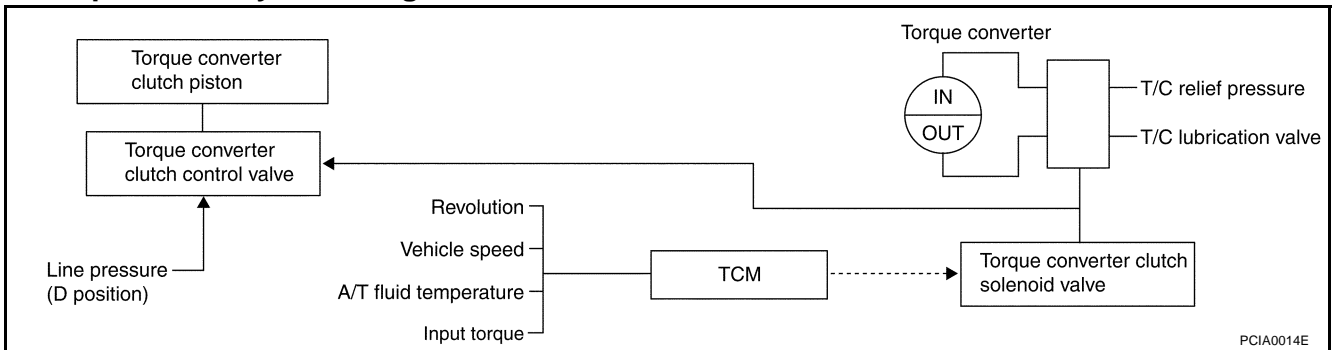 Torque converter
clutch piston
Torque converter
clutch control valve
Line pressure
(D position)
Revolution
Vehicle speed
A/T fluid temperature
Input torque
TCM
Torque converter
IN
OUT
T/C relief pressure
T/C lubrication valve
Torque converter clutch
solenoid valve
PCIA0014E